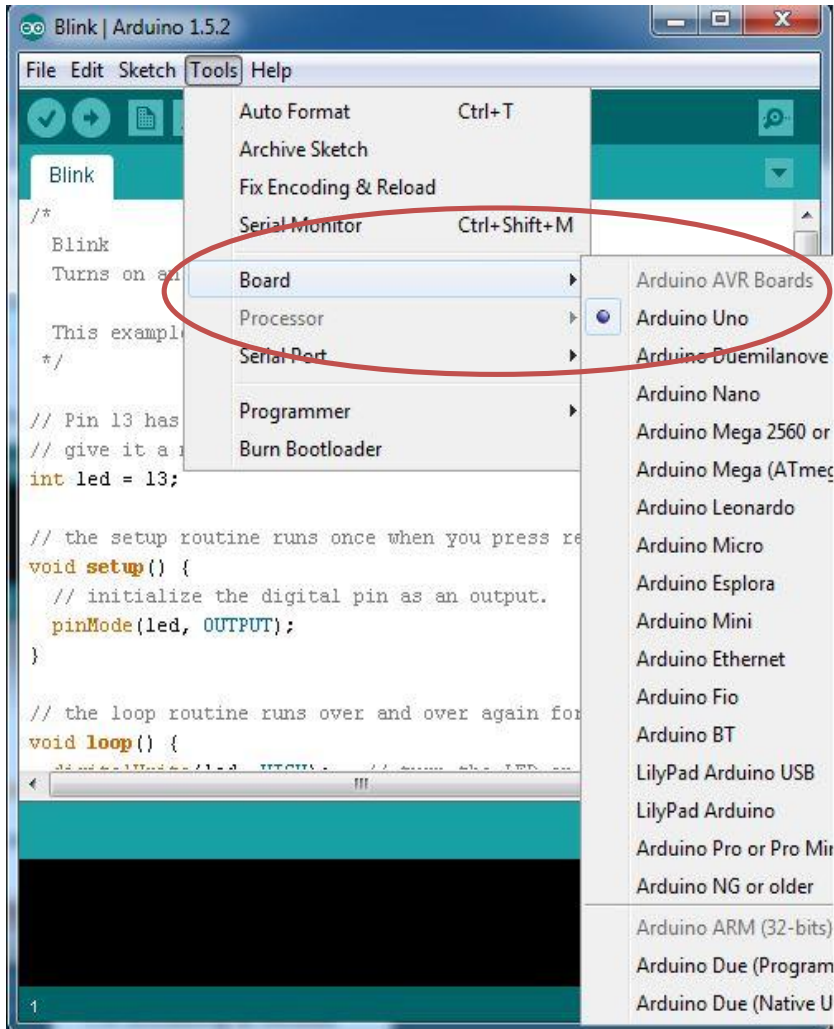 Blink | Arduino 1.5.2
File Edit Sketch Tools Help
Auto Format Ctrl+T
Archive Sketch
Fix Encoding & Reload
Serial Monitor Ctrl+Shift+M
Board
Processor
Serial Port
Programmer
Burn Bootloader
Arduino AVR Boards
Arduino Uno
Arduino Duemilanove
Arduino Nano
Arduino Mega 2560 or
Arduino Mega (ATmeg
Arduino Leonardo
Arduino Micro
Arduino Esplora
Arduino Mini
Arduino Ethernet
Arduino Fio
Arduino BT
LilyPad Arduino USB
LilyPad Arduino
Arduino Pro or Pro Mir
Arduino NG or older
Arduino ARM (32-bits)
Arduino Due (Program
Arduino Due (Native U
Blink
/*
Blink
Turns on an
This exampl
*/
// Pin 13 has
// give it a
int led = 13;
// the setup routine runs once when you press re
void setup() {
// initialize the digital pin as an output.
pinMode(led, OUTPUT);
}
// the loop routine runs over and over again for
void loop() {
1